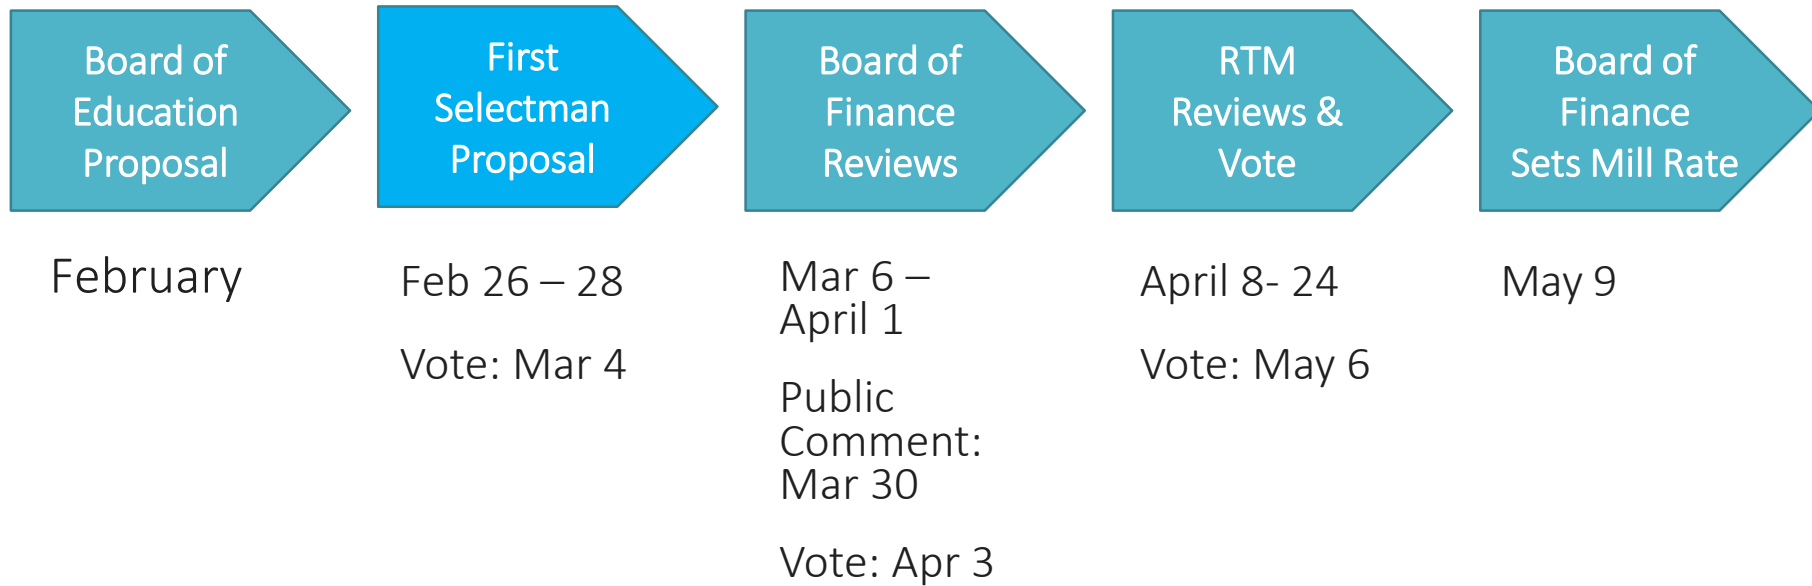 Board of
Education
Proposal
First
Selectman
Proposal
Board of
Finance
Reviews
RTM
Reviews &
Vote
Board of
Finance
Sets Mill Rate
February
Feb 26 – 28
Vote: Mar 4
Mar 6 –
April 1
Public
Comment:
Mar 30
Vote: Apr 3
April 8- 24
Vote: May 6
May 9